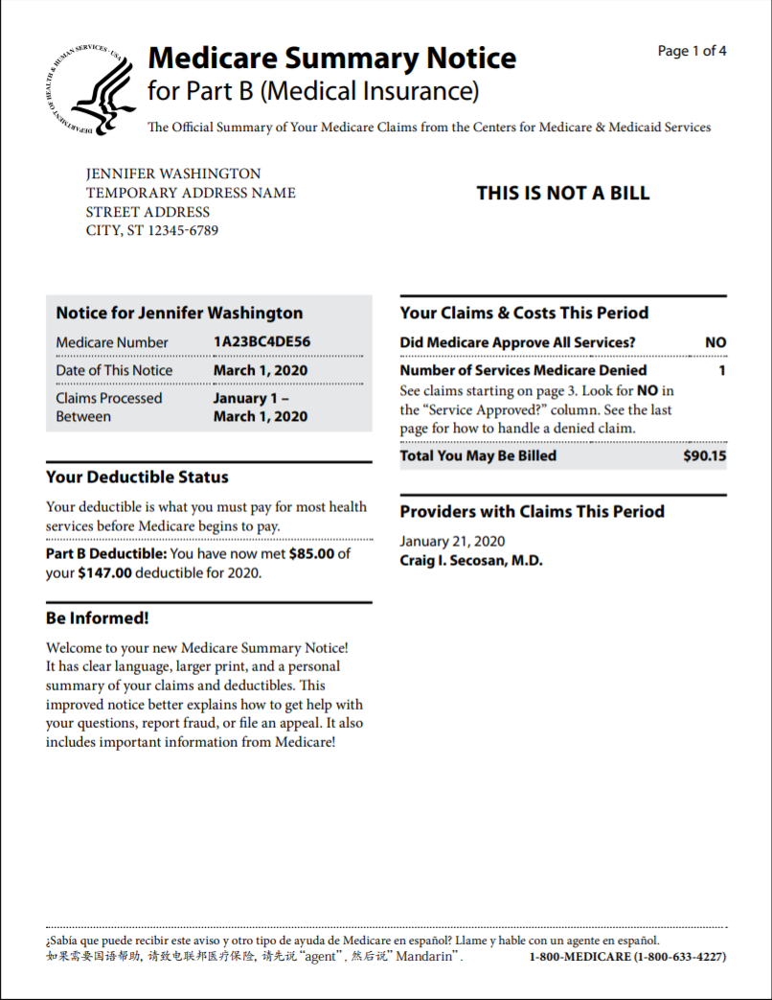 DEPARTMENT OF HEALTH & HUMAN SERVICES · USA
Medicare Summary Notice
for Part B (Medical Insurance)
The Official Summary of Your Medicare Claims from the Centers for Medicare & Medicaid Services
Page 1 of 4
JENNIFER WASHINGTON
TEMPORARY ADDRESS NAME
STREET ADDRESS
CITY, ST 12345-6789
THIS IS NOT A BILL
Notice for Jennifer Washington
Medicare Number 1A23BC4DE56
Date of This Notice March 1, 2020
Claims Processed January 1 –
Between March 1, 2020
Your Deductible Status
Your deductible is what you must pay for most health
services before Medicare begins to pay.
Part B Deductible: You have now met $85.00 of
your $147.00 deductible for 2020.
Be Informed!
Welcome to your new Medicare Summary Notice!
It has clear language, larger print, and a personal
summary of your claims and deductibles. This
improved notice better explains how to get help with
your questions, report fraud, or file an appeal. It also
includes important information from Medicare!
Your Claims & Costs This Period
Did Medicare Approve All Services? NO
Number of Services Medicare Denied 1
See claims starting on page 3. Look for NO in
the “Service Approved?” column. See the last
page for how to handle a denied claim.
Total You May Be Billed $90.15
Providers with Claims This Period
January 21, 2020
Craig I. Secosan, M.D.
¿Sabía que puede recibir este aviso y otro tipo de ayuda de Medicare en español? Llame y hable con un agente en español.
如果需要国语帮助, 请致电联邦医疗保险, 请先说 “agent”, 然后说” Mandarin”. 1-800-MEDICARE (1-800-633-4227)